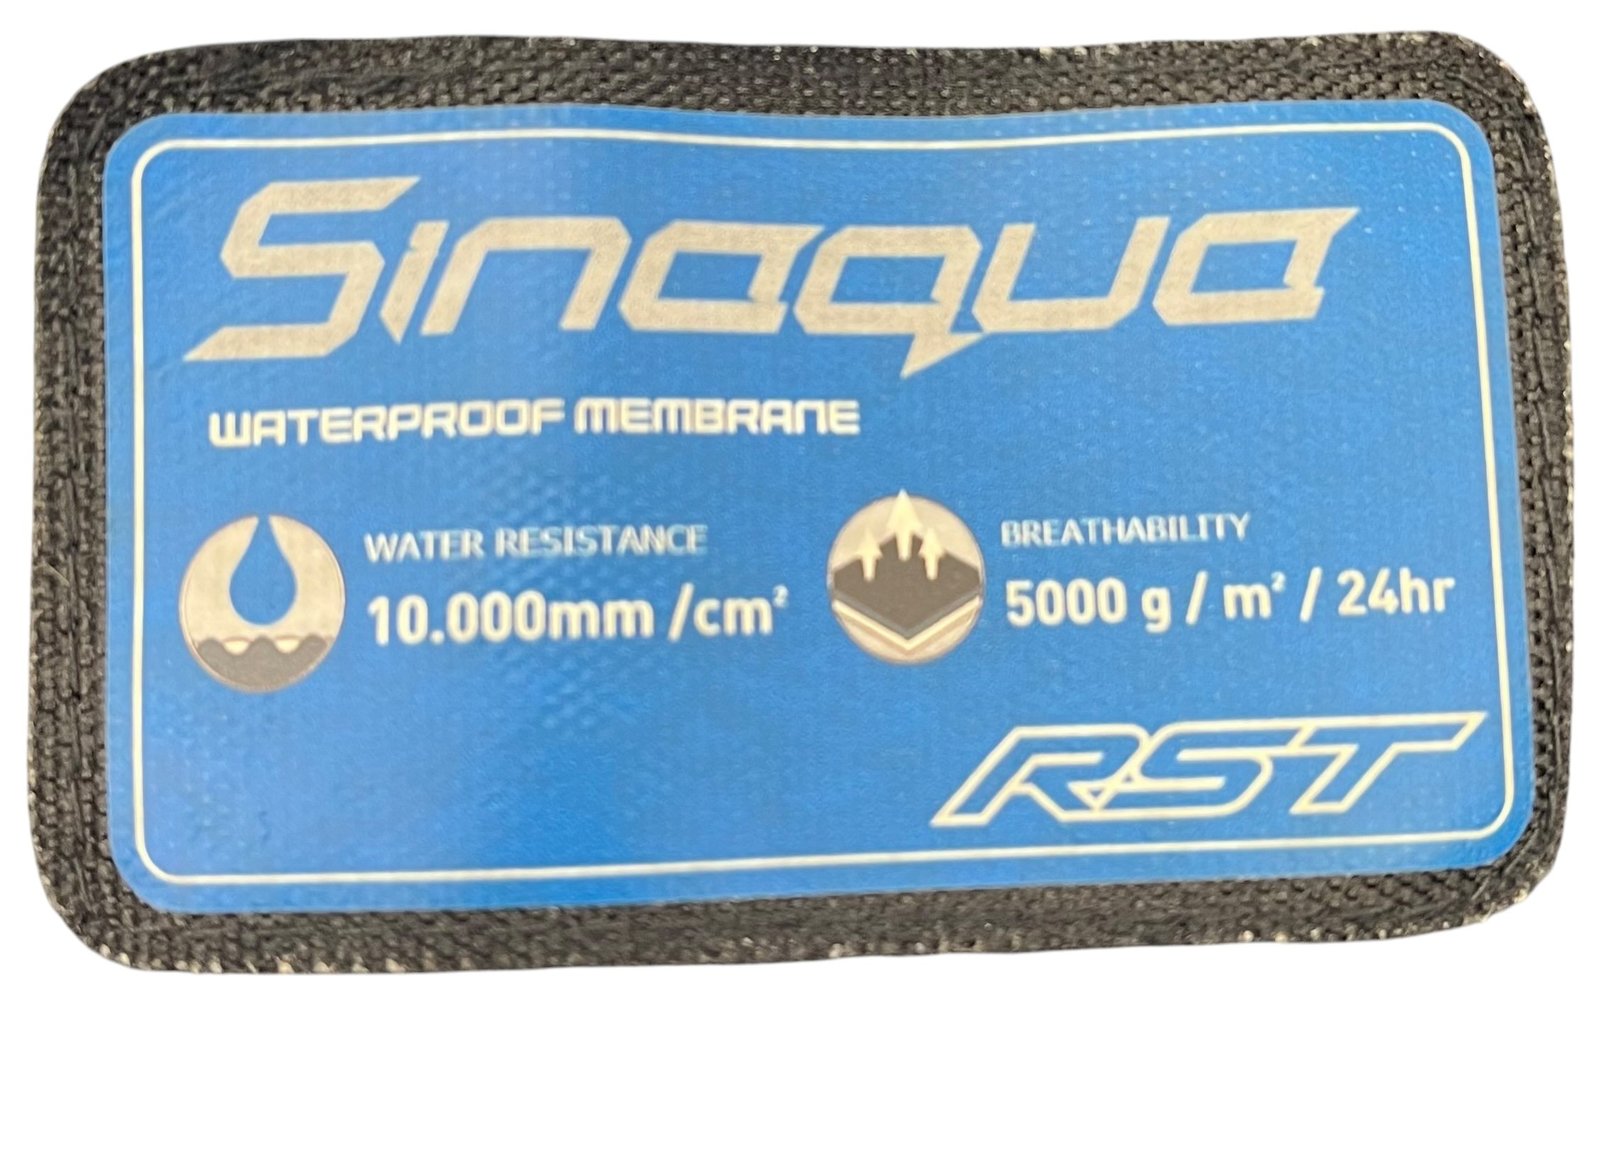 Sinaqua
WATERPROOF MEMBRANE
WATER RESISTANCE
10.000mm /cm²
BREATHABILITY
5000 g / m² / 24hr
RST